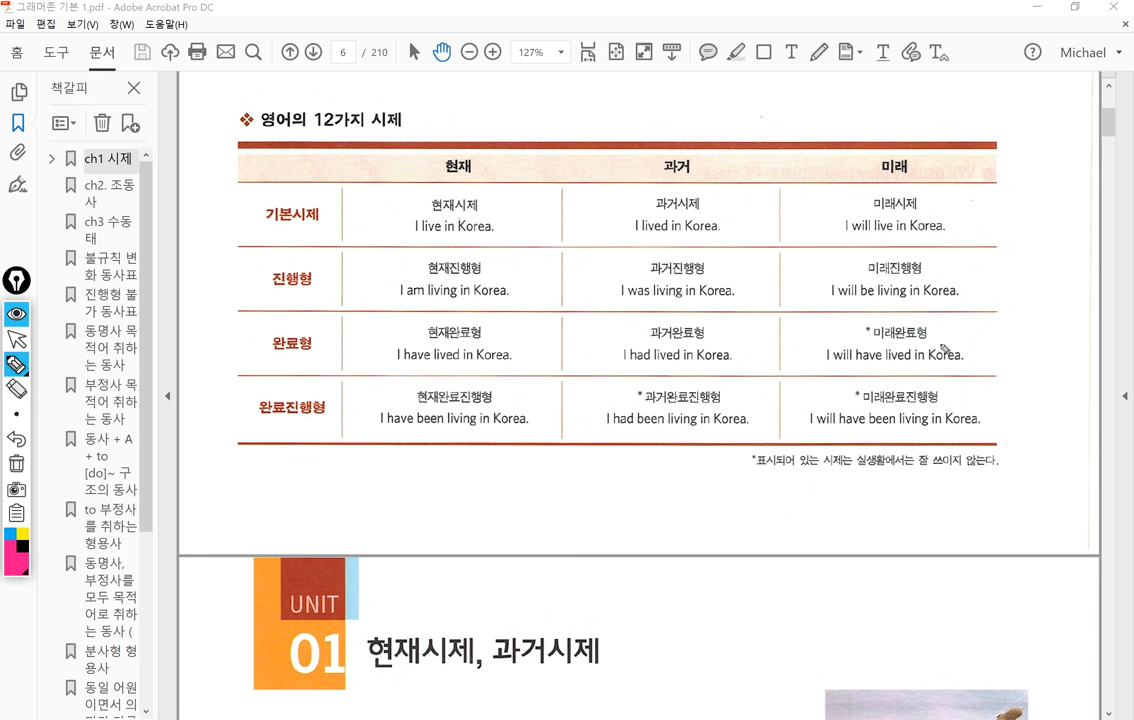 그래머존 기본 1.pdf - Adobe Acrobat Pro DC
파일 편집 보기(V) 창(W) 도움말(H)
홈 도구 문서 6 / 210 127% Michael
책갈피
ch1 시제
ch2. 조동
사
ch3 수동
태
불규칙 변
화 동사표
진행형 불
가 동사표
동명사 목
적어 취하
는 동사
부정사 목
적어 취하
는 동사
동사 + A
+ to
[do]~ 구
조의 동사
to 부정사
를 취하는
형용사
동명사,
부정사를
모두 목적
어로 취하
는 동사 (
분사형 형
용사
동일 어원
이면서 의
❖ 영어의 12가지 시제
현재 과거 미래
기본시제
현재시제 과거시제 미래시제
I live in Korea. I lived in Korea. I will live in Korea.
진행형
현재진행형 과거진행형 미래진행형
I am living in Korea. I was living in Korea. I will be living in Korea.
완료형
현재완료형 과거완료형 * 미래완료형
I have lived in Korea. I had lived in Korea. I will have lived in Korea.
완료진행형
현재완료진행형 * 과거완료진행형 * 미래완료진행형
I have been living in Korea. I had been living in Korea. I will have been living in Korea.
*표시되어 있는 시제는 실생활에서는 잘 쓰이지 않는다.
UNIT
01 현재시제, 과거시제